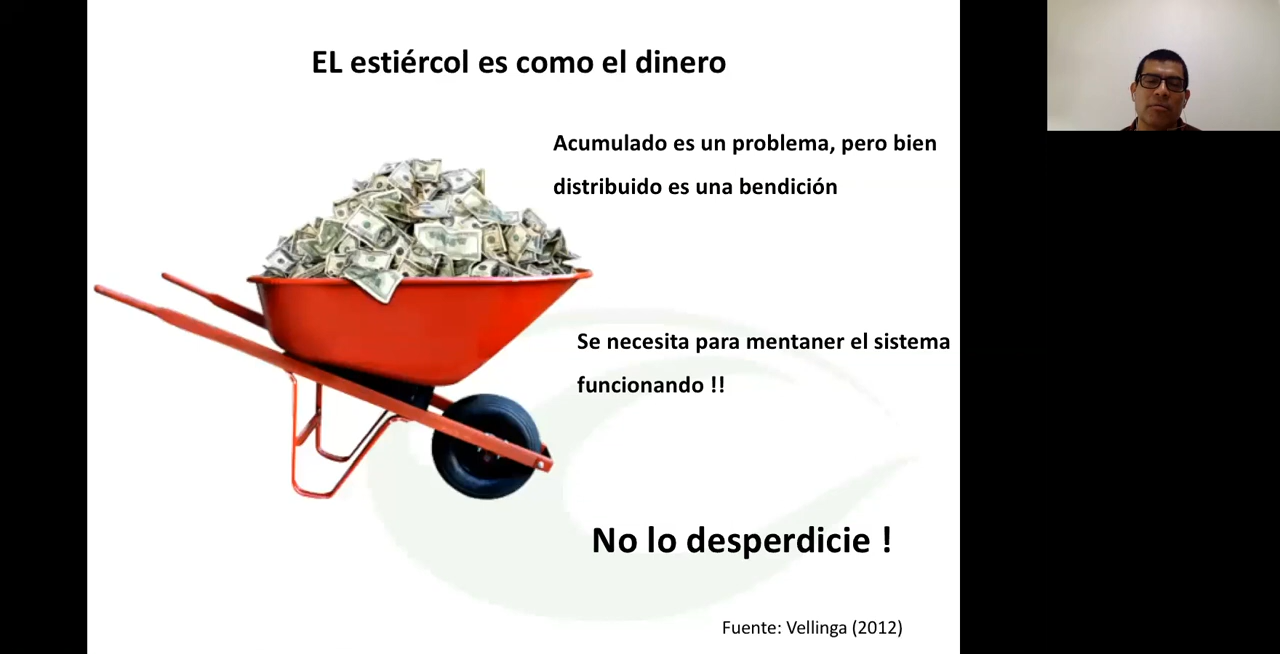 EL estiércol es como el dinero
Acumulado es un problema, pero bien
distribuido es una bendición
Se necesita para mentaner el sistema
funcionando !!
No lo desperdicie !
Fuente: Vellinga (2012)